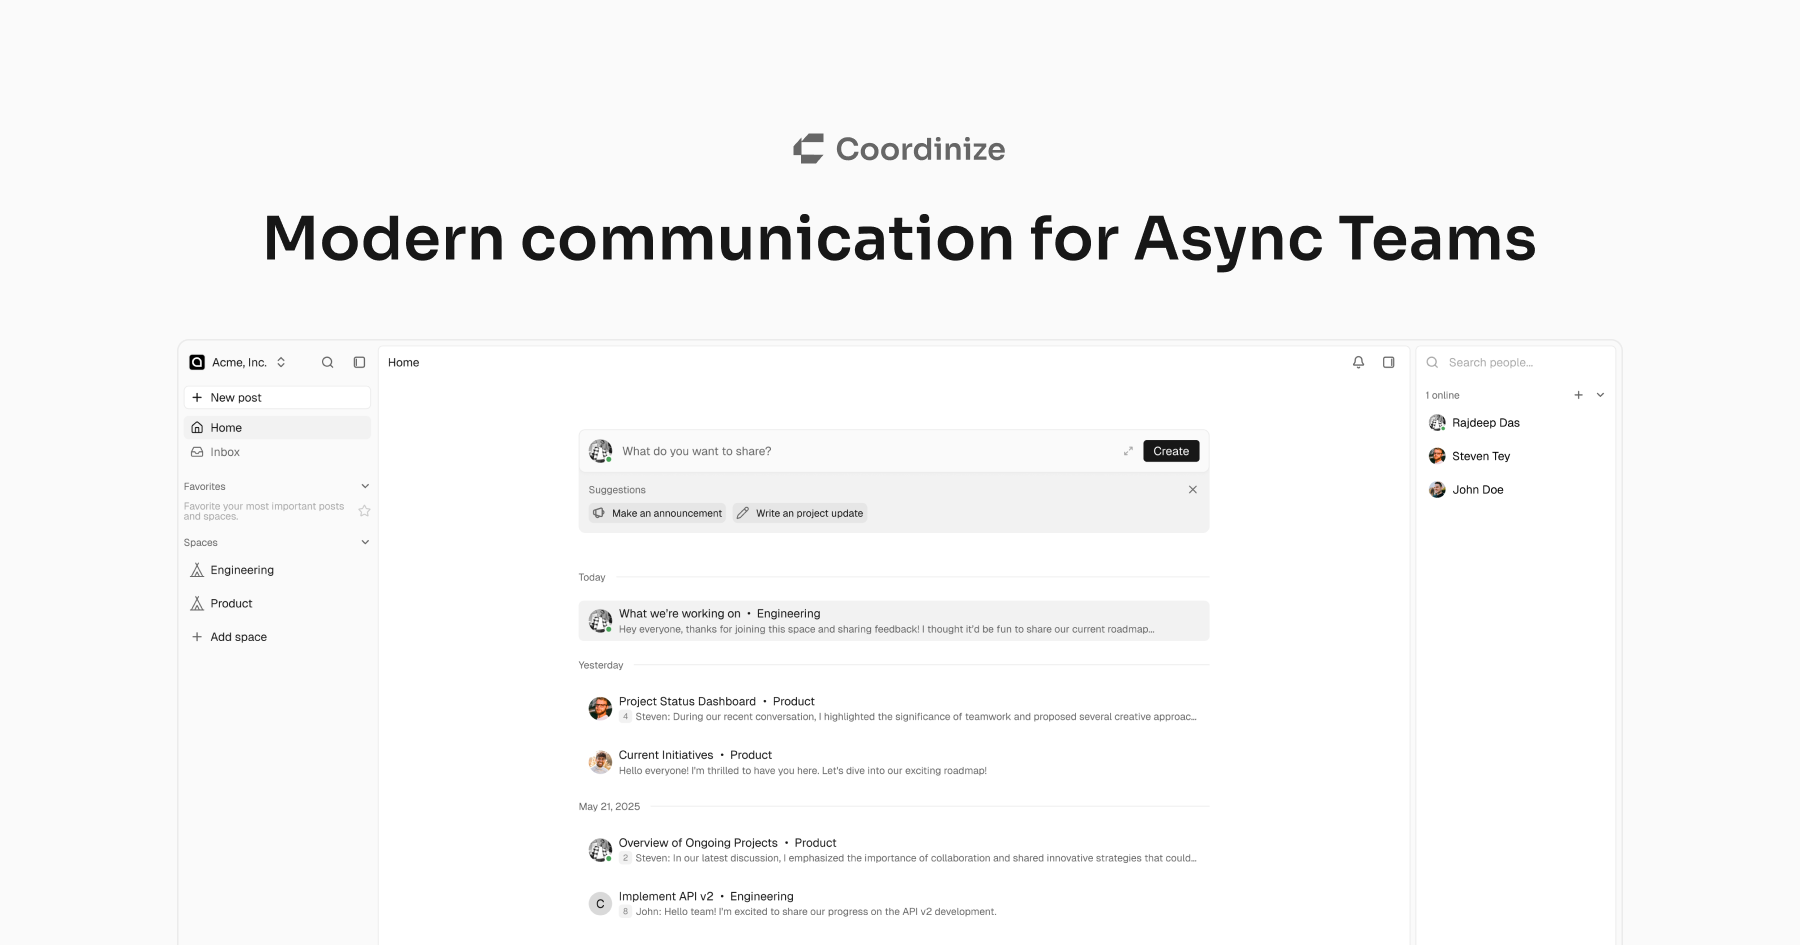 Coordinize
Modern communication for Async Teams
Acme, Inc.
New post
Home
Inbox
Favorites
Favorite your most important posts
and spaces.
Spaces
Engineering
Product
Add space
Home
What do you want to share?
Create
Suggestions
Make an announcement
Write an project update
Today
What we're working on • Engineering
Hey everyone, thanks for joining this space and sharing feedback! I thought it'd be fun to share our current roadmap...
Yesterday
Project Status Dashboard • Product
4 Steven: During our recent conversation, I highlighted the significance of teamwork and proposed several creative approac...
Current Initiatives • Product
Hello everyone! I'm thrilled to have you here. Let's dive into our exciting roadmap!
May 21, 2025
Overview of Ongoing Projects • Product
2 Steven: In our latest discussion, I emphasized the importance of collaboration and shared innovative strategies that could...
C
Implement API v2 • Engineering
8 John: Hello team! I'm excited to share our progress on the API v2 development.
Search people...
1 online
Rajdeep Das
Steven Tey
John Doe